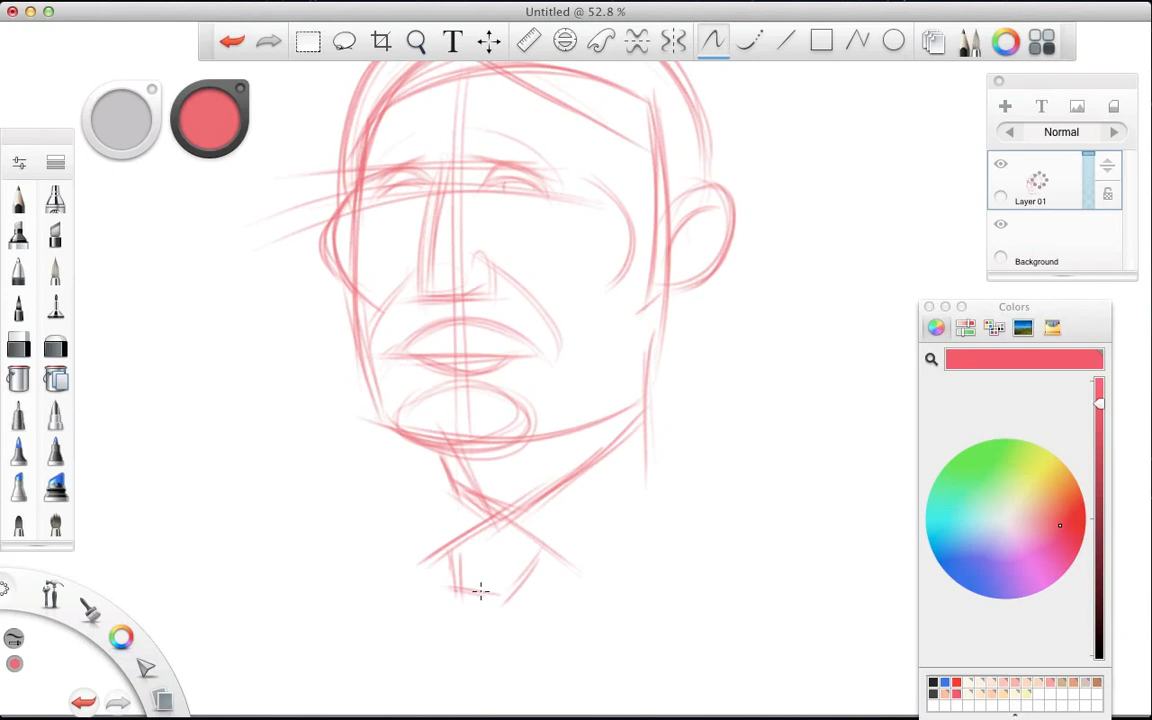 Untitled @ 52.8 %
T
T
Normal
Layer 01
Background
Colors